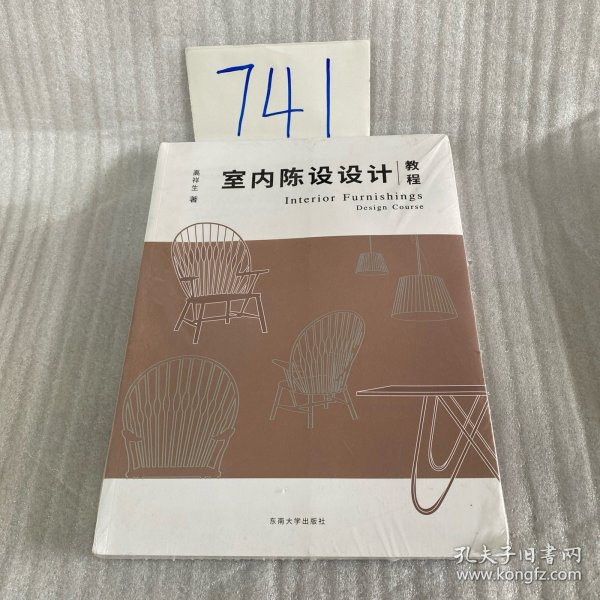 741
高祥生 著
室内陈设设计 教程
Interior Furnishings
Design Course
东南大学出版社
孔夫子旧书网
www.kongfz.com